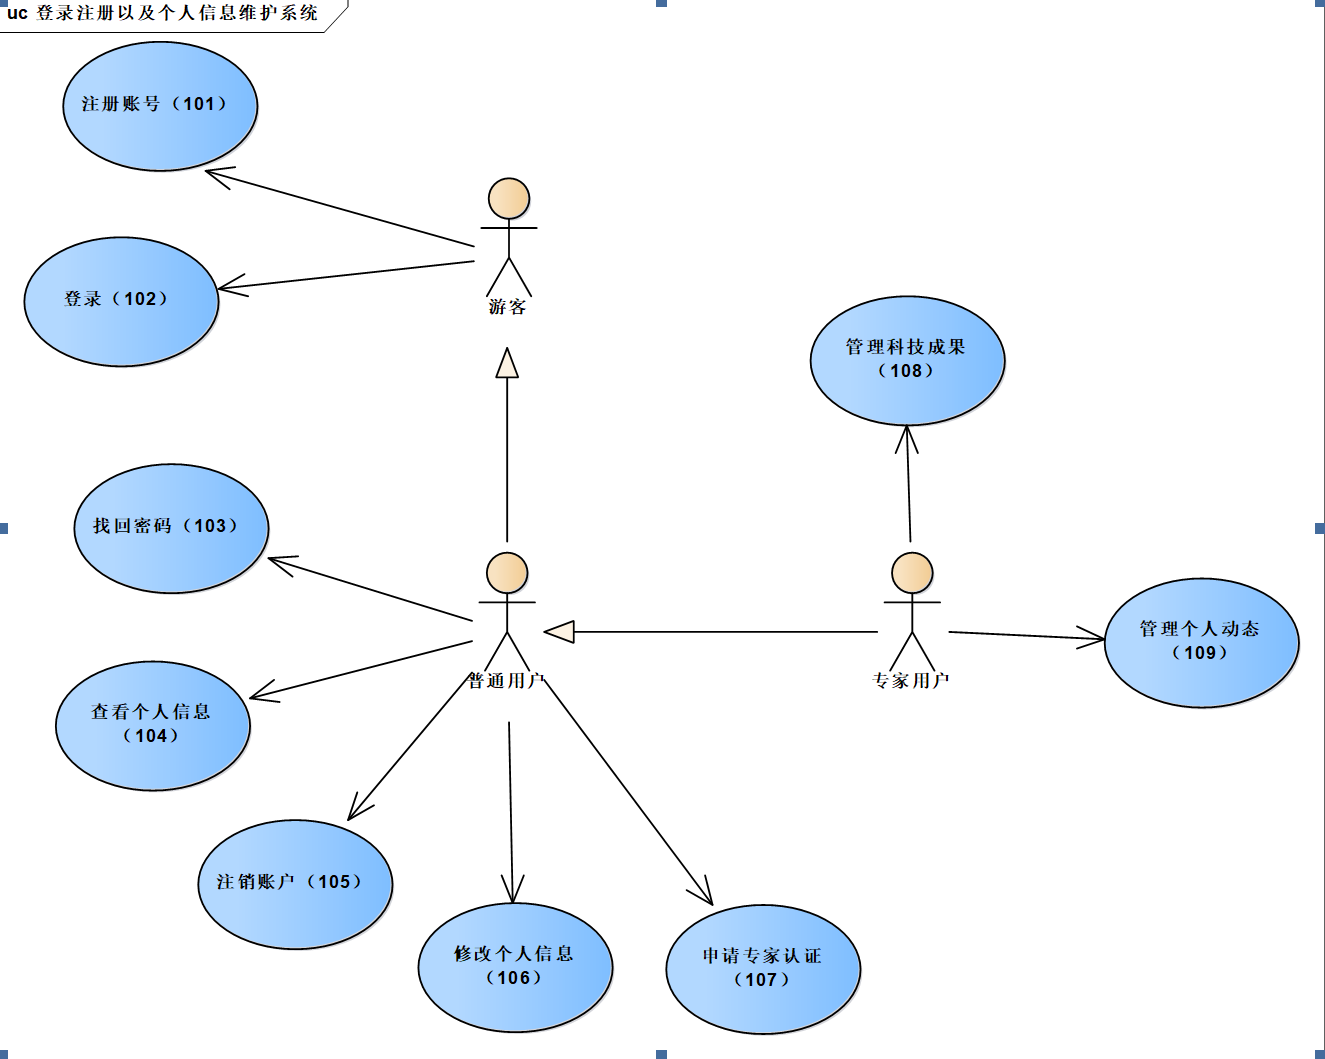 uc 登录注册以及个人信息维护系统
注册账号（101）
登录（102）
游客
管理科技成果
（108）
找回密码（103）
普通用户
专家用户
管理个人动态
（109）
查看个人信息
（104）
注销账户（105）
修改个人信息
（106）
申请专家认证
（107）